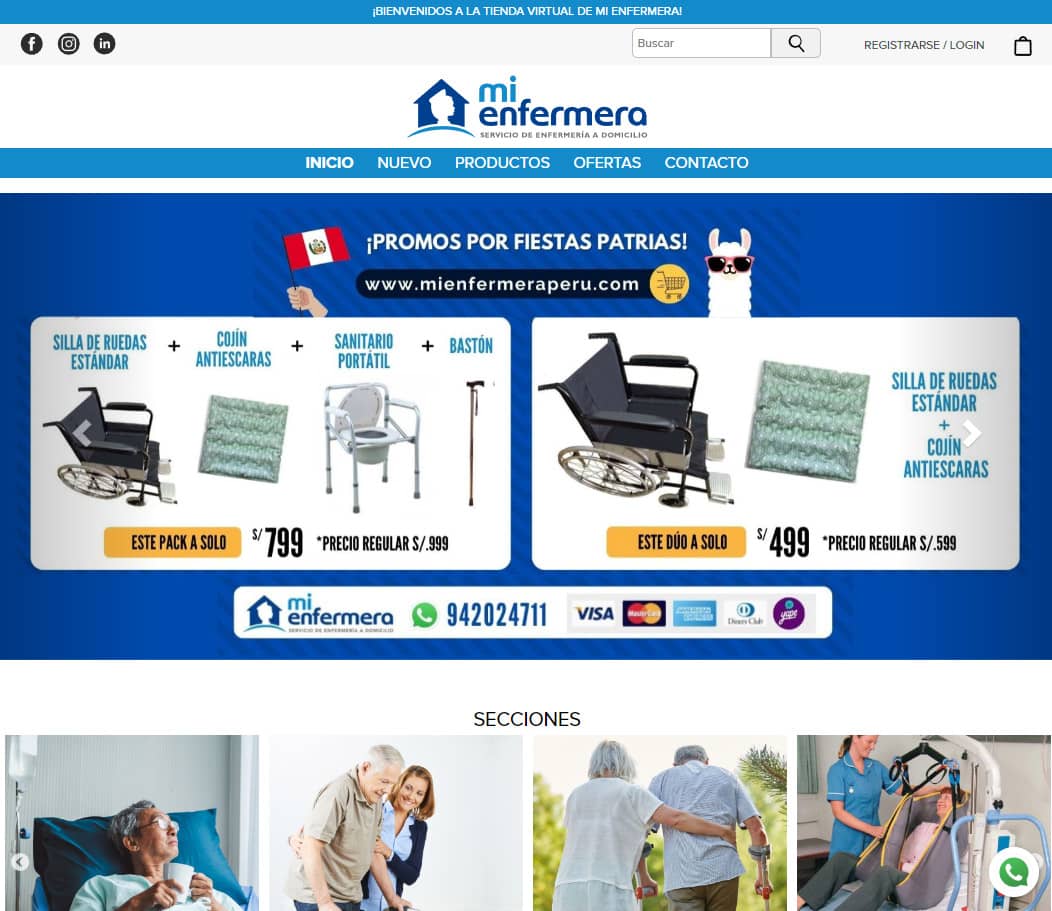 ¡BIENVENIDOS A LA TIENDA VIRTUAL DE MI ENFERMERA!
Buscar
REGISTRARSE / LOGIN
mi
enfermera
SERVICIO DE ENFERMERÍA A DOMICILIO
INICIO NUEVO PRODUCTOS OFERTAS CONTACTO
¡PROMOS POR FIESTAS PATRIAS!
www.mienfermeraperu.com
SILLA DE RUEDAS
ESTÁNDAR
+
COJÍN
ANTIESCARAS
+
SANITARIO
PORTÁTIL
+
BASTÓN
ESTE PACK A SOLO S/ 799 *PRECIO REGULAR S/.999
SILLA DE RUEDAS
ESTÁNDAR
+
COJÍN
ANTIESCARAS
ESTE DÚO A SOLO S/ 499 *PRECIO REGULAR S/.599
mi
enfermera
SERVICIO DE ENFERMERÍA A DOMICILIO
942024711
VISA MasterCard AMERICAN EXPRESS Diners Club yape
SECCIONES